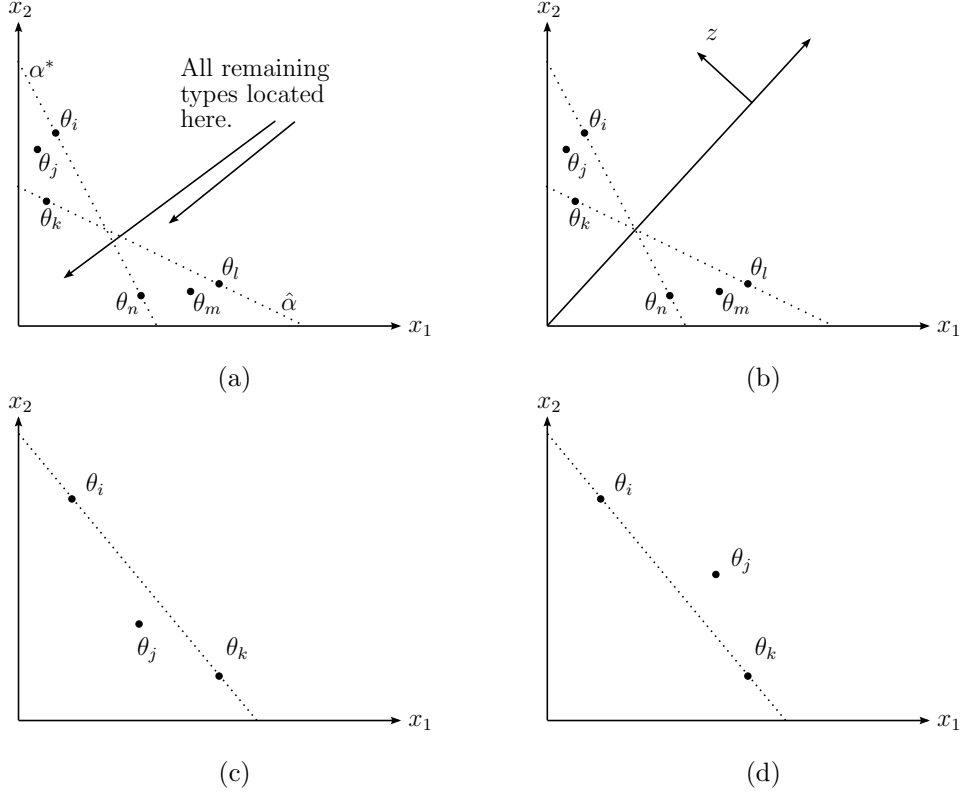 x₂
α*
All remaining
types located
here.
θᵢ
θⱼ
θₖ
θₗ
θₙ
θₘ
α̂
x₁
(a)
x₂
z
θᵢ
θⱼ
θₖ
θₗ
θₙ
θₘ
x₁
(b)
x₂
θᵢ
θⱼ
θₖ
x₁
(c)
x₂
θᵢ
θⱼ
θₖ
x₁
(d)